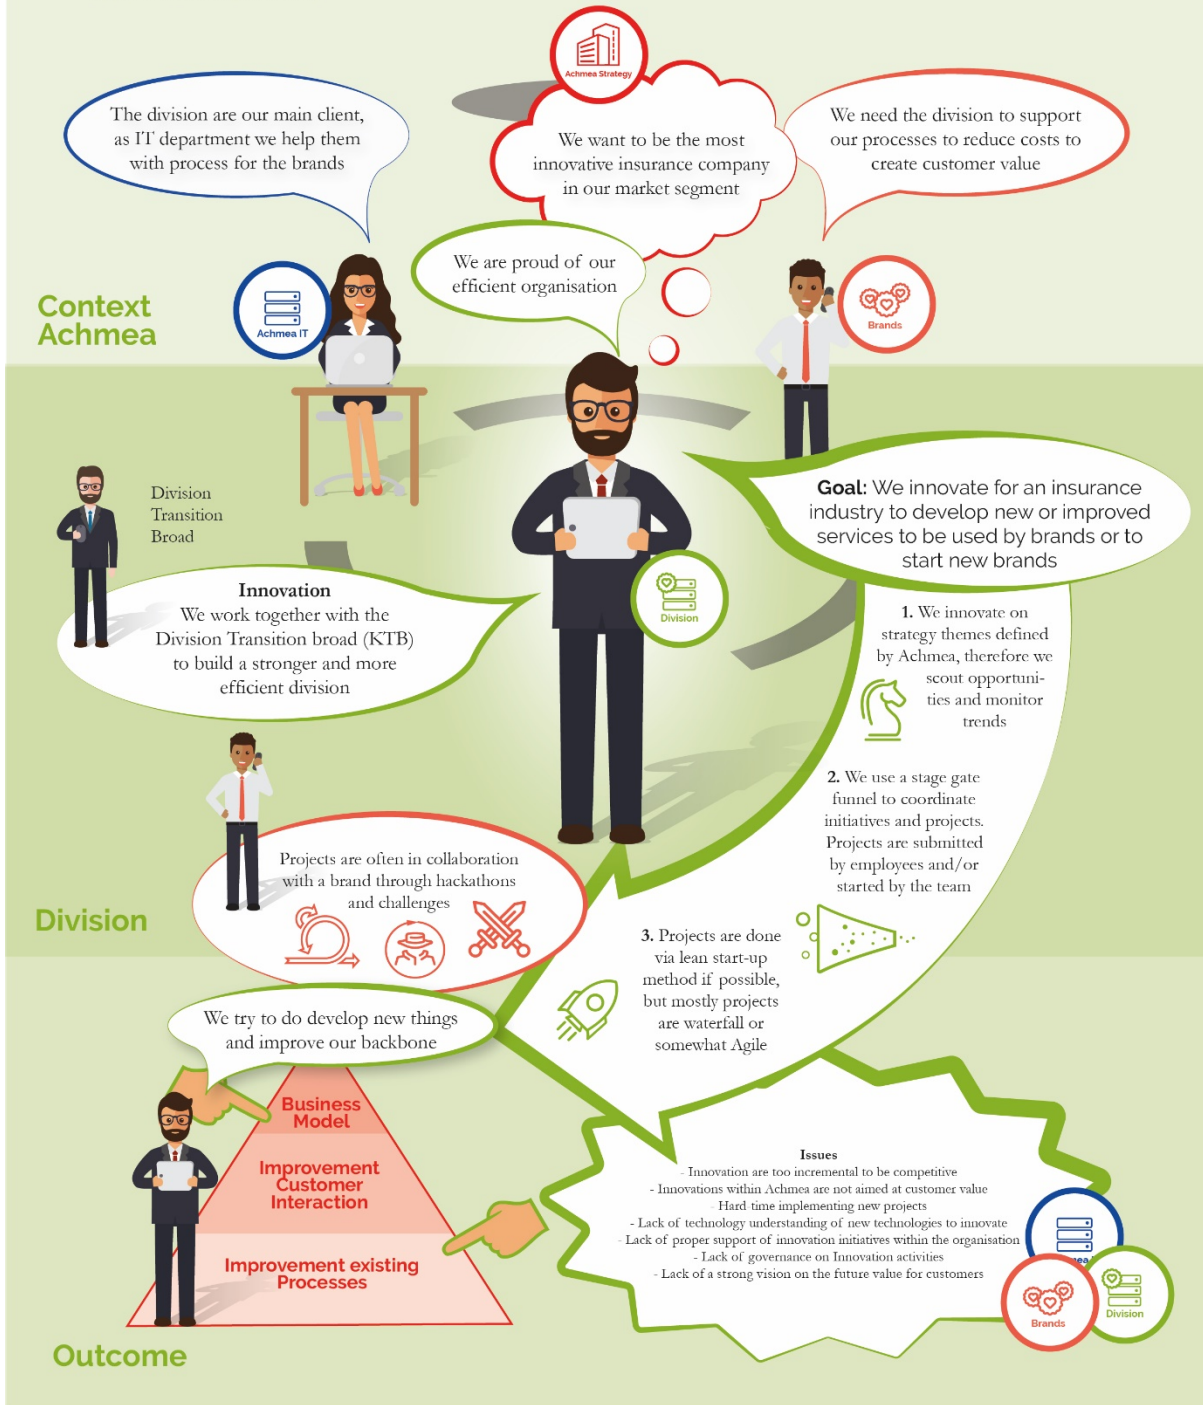 Achmea Strategy
The division are our main client,
as IT department we help them
with process for the brands
We want to be the most
innovative insurance company
in our market segment
We need the division to support
our processes to reduce costs to
create customer value
We are proud of our
efficient organisation
Context
Achmea
Achmea IT
Brands
Division
Transition
Broad
Goal: We innovate for an insurance
industry to develop new or improved
services to be used by brands or to
start new brands
Innovation
We work together with the
Division Transition broad (KTB)
to build a stronger and more
efficient division
Division
1. We innovate on
strategy themes defined
by Achmea, therefore we
scout opportuni-
ties and monitor
trends
2. We use a stage gate
funnel to coordinate
initiatives and projects.
Projects are submitted
by employees and/or
started by the team
Projects are often in collaboration
with a brand through hackathons
and challenges
Division
3. Projects are done
via lean start-up
method if possible,
but mostly projects
are waterfall or
somewhat Agile
We try to do develop new things
and improve our backbone
Business
Model
Improvement
Customer
Interaction
Improvement existing
Processes
Issues
- Innovation are too incremental to be competitive
- Innovations within Achmea are not aimed at customer value
- Hard-time implementing new projects
- Lack of technology understanding of new technologies to innovate
- Lack of proper support of innovation initiatives within the organisation
- Lack of governance on Innovation activities
- Lack of a strong vision on the future value for customers
Brands
Division
Outcome